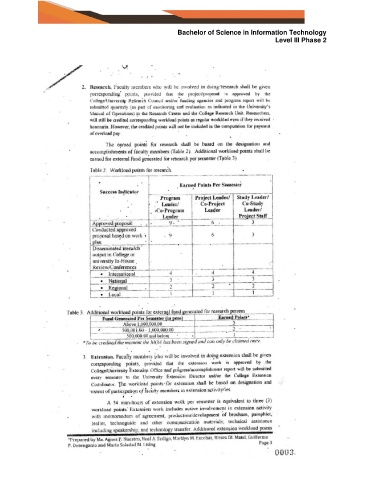 Bachelor of Science in Information Technology
Level III Phase 2
2. Research. Faculty members who will be involved in doing research shall be given
corresponding points, provided that the project/proposal is approved by the
College/University Research Council and/or funding agencies and progress report will be
submitted quarterly (as part of monitoring and evaluation as indicated in the University's
Manual of Operations) to the Research Center and the College Research Unit. Researchers,
will still be credited corresponding workload points as regular workload even if they received
honoraria. However, the credited points will not be included in the computation for payment
of overload pay.
The earned points for research shall be based on the designation and
accomplishments of faculty members (Table 2). Additional workload points shall be
earned for external fund generated for research per semester (Table 3)
Table 2. Workload points for research
Success Indicator
Earned Points Per Semester
Program Leader/ Co-Program Leader
Project Leader/ Co-Project Leader
Study Leader/ Co-Study Leader/ Project Staff
Approved proposal 9 6 3
Conducted approved
proposal based on work
plan 9 6 3
Disseminated research
output in College or
university In-House
Reviews/Conferences
• International 4 4 4
• National 3 3 3
• Regional 2 2 2
• Local 1
Table 3. Additional workload points for external fund generated for research persons
Fund Generated Per Semester (in peso) Earned Points*
Above 1,000,000.00 3
500,001.00 - 1,000,000.00 2
500,000.00 and below
*To be credited the moment the MOA has been signed and can only be claimed once.
3. Extension. Faculty members who will be involved in doing extension shall be given
corresponding points, provided that the extension work is approved by the
College/University Extension Office and progress/accomplishment report will be submitted
every semester to the University Extension Director and/or the College Extension
Coordinator. The workload points for extension shall be based on designation and
extent of participation of faculty members in extension activity/ies.
A 54 man-hours of extension work per semester is equivalent to three (3)
workload points. Extension work includes active involvement in extension activity
with memorandum of agreement, production/development of brochure, pamphlet,
leaflet, technoguide and other communication materials; technical assistance
including speakership; and technology transfer. Additional extension workload points
Prepared by Ma. Agnes P. Nuestro, Noel A. Sedigo, Marilyn M. Escobar, Rivera Matel, Guillermo
P. Desenganio and Maria Soledad M. Lising Page 3
0003